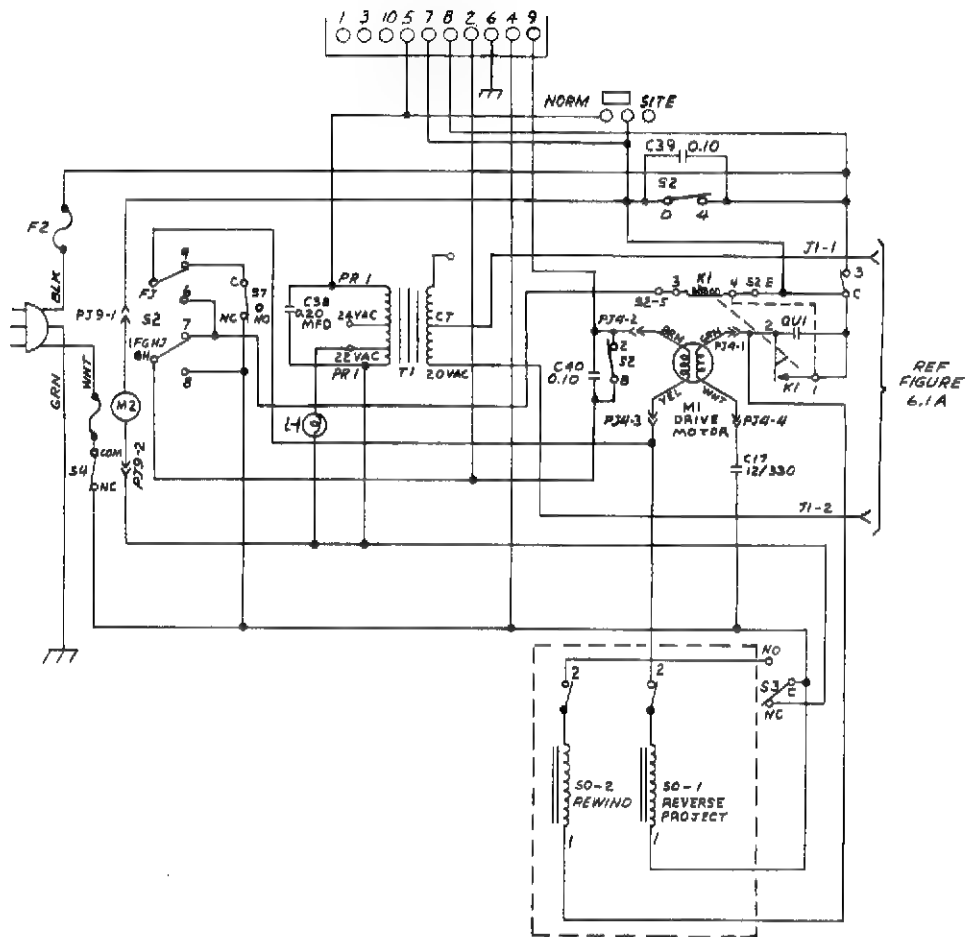 1 3 10 5 7 8 2 6 4 9
NORM
SITE
C39 0.10
S2
0 4
F2
BLK
J1-1
PR 1
3
C
4
FJ
6
C
S7
NO
NC
C38
0.20
MFD
24VAC
CT
S2-5
3
K1
4
S2 E
PJ9-1
S2
7
8
22VAC
PR 1
T1
20VAC
PJ4-2
BRN
GRN
PJ4-1
2
QU1
K1
1
C40
0.10
2
S2
8
YEL
WHT
M1
DRIVE
MOTOR
PJ4-3
PJ4-4
C17
12/330
REF
FIGURE
6.1A
GRN
WHT
M2
COM
S4
NC
PJ9-2
J1-2
NO
S3
C
NC
2
2
SO-2
REWIND
SO-1
REVERSE
PROJECT
1
1